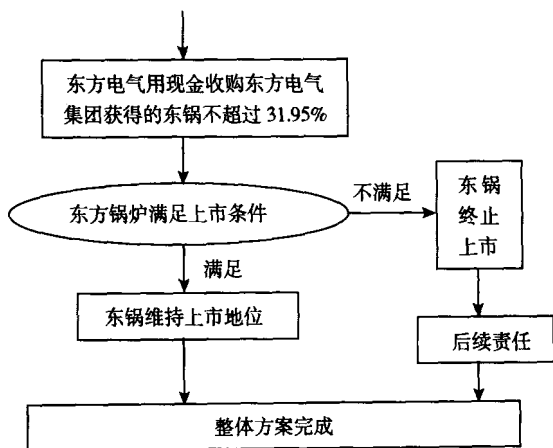 东方电气用现金收购东方电气
集团获得的东锅不超过 31.95%
东方锅炉满足上市条件
不满足
东锅
终止
上市
满足
东锅维持上市地位
后续责任
整体方案完成